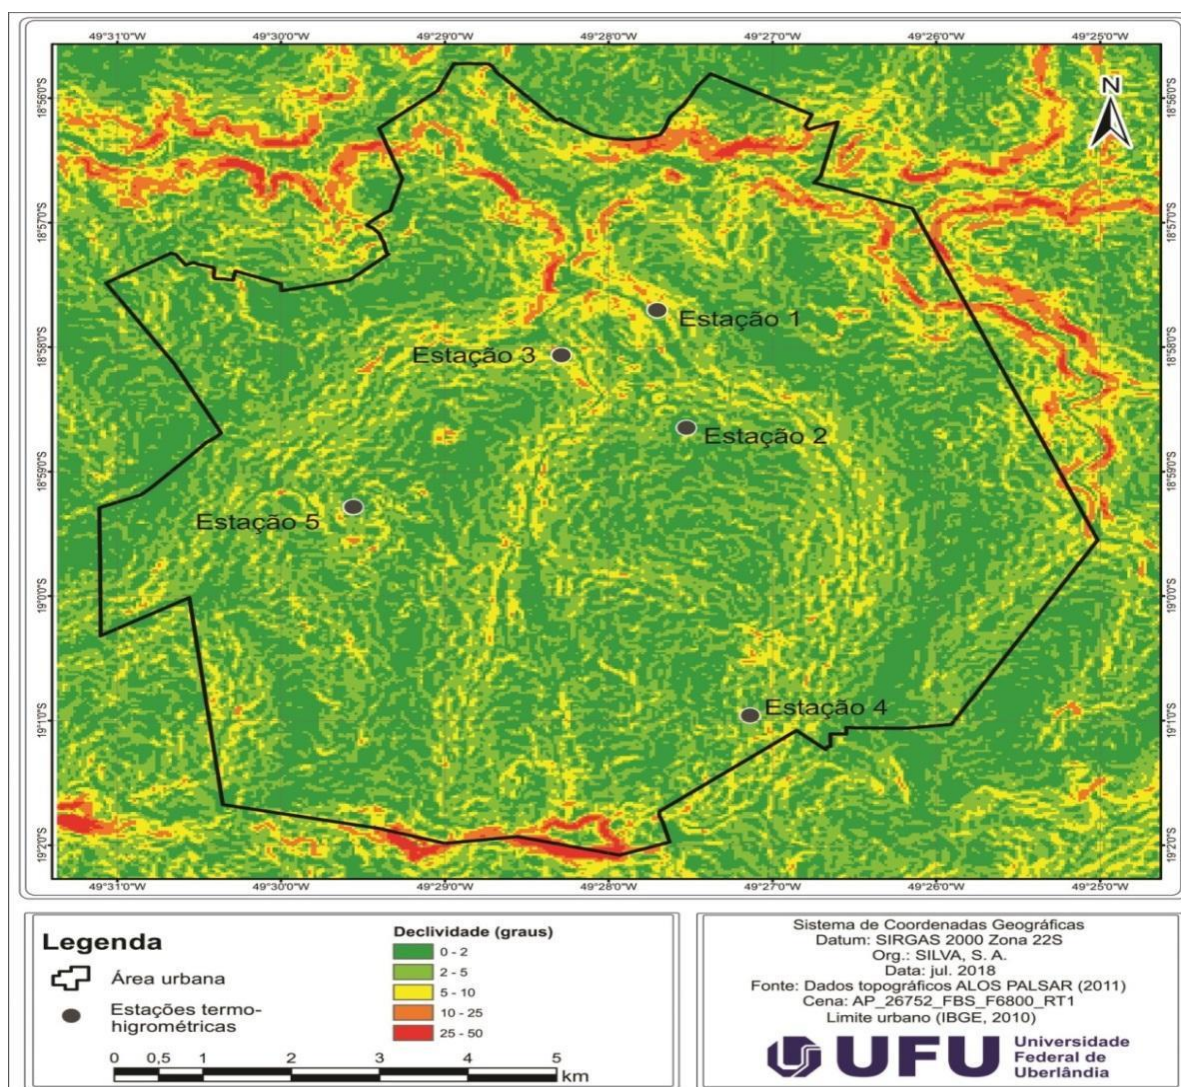 49°31'0"W
49°30'0"W
49°29'0"W
49°28'0"W
49°27'0"W
49°26'0"W
49°25'0"W
18°56'0"S
18°57'0"S
18°58'0"S
18°59'0"S
19°0'0"S
19°1'0"S
19°2'0"S
N
Estação 1
Estação 3
Estação 2
Estação 5
Estação 4
18°56'0"S
18°57'0"S
18°58'0"S
18°59'0"S
19°0'0"S
19°1'0"S
19°2'0"S
49°31'0"W
49°30'0"W
49°29'0"W
49°28'0"W
49°27'0"W
49°26'0"W
49°25'0"W
Legenda
Área urbana
Estações termo-
higrométricas
Declividade (graus)
0 - 2
2 - 5
5 - 10
10 - 25
25 - 50
0 0,5 1 2 3 4 5
km
Sistema de Coordenadas Geográficas
Datum: SIRGAS 2000 Zona 22S
Org.: SILVA, S. A.
Data: jul. 2018
Fonte: Dados topográficos ALOS PALSAR (2011)
Cena: AP_26752_FBS_F6800_RT1
Limite urbano (IBGE, 2010)
UFU
Universidade
Federal de
Uberlândia